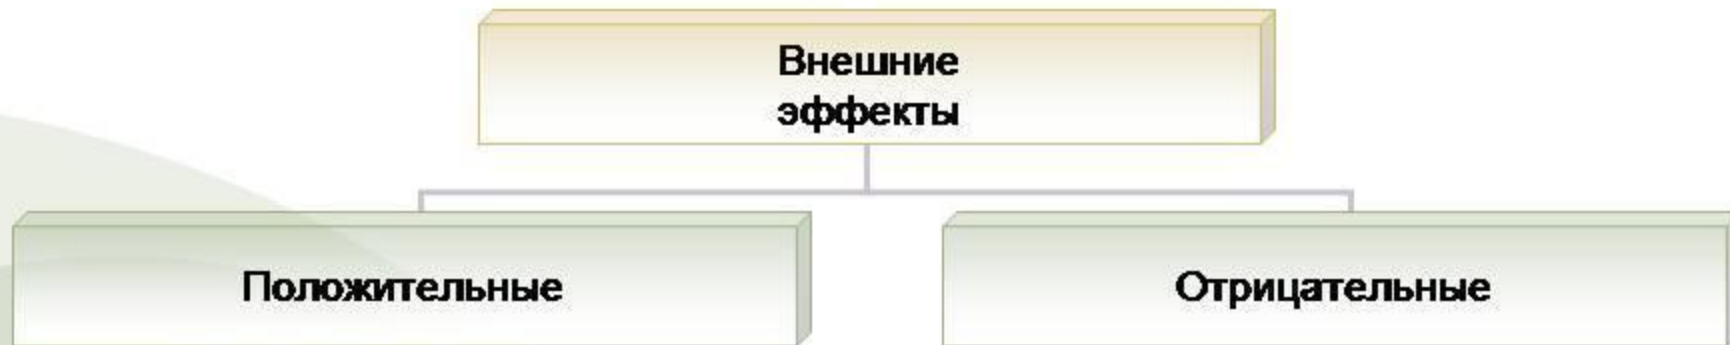 Внешние
эффекты
Положительные
Отрицательные